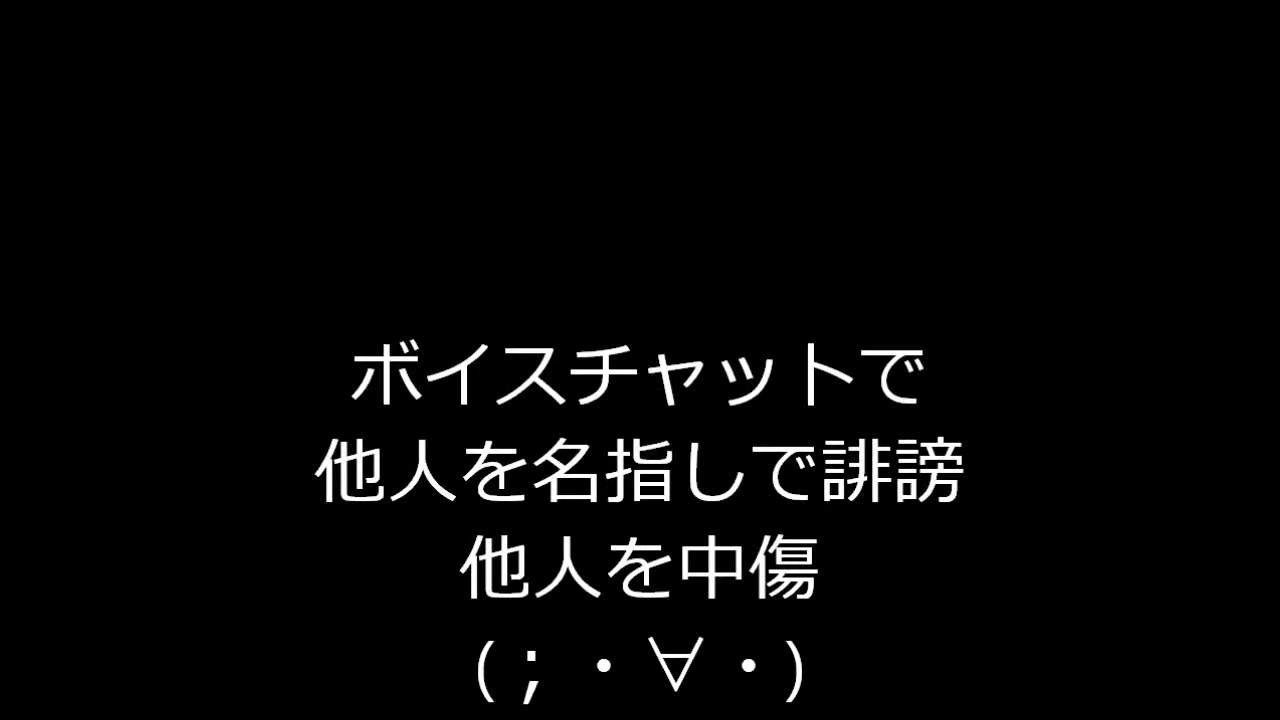 ボイスチャットで
他人を名指しで誹謗
他人を中傷
(；・∀・)